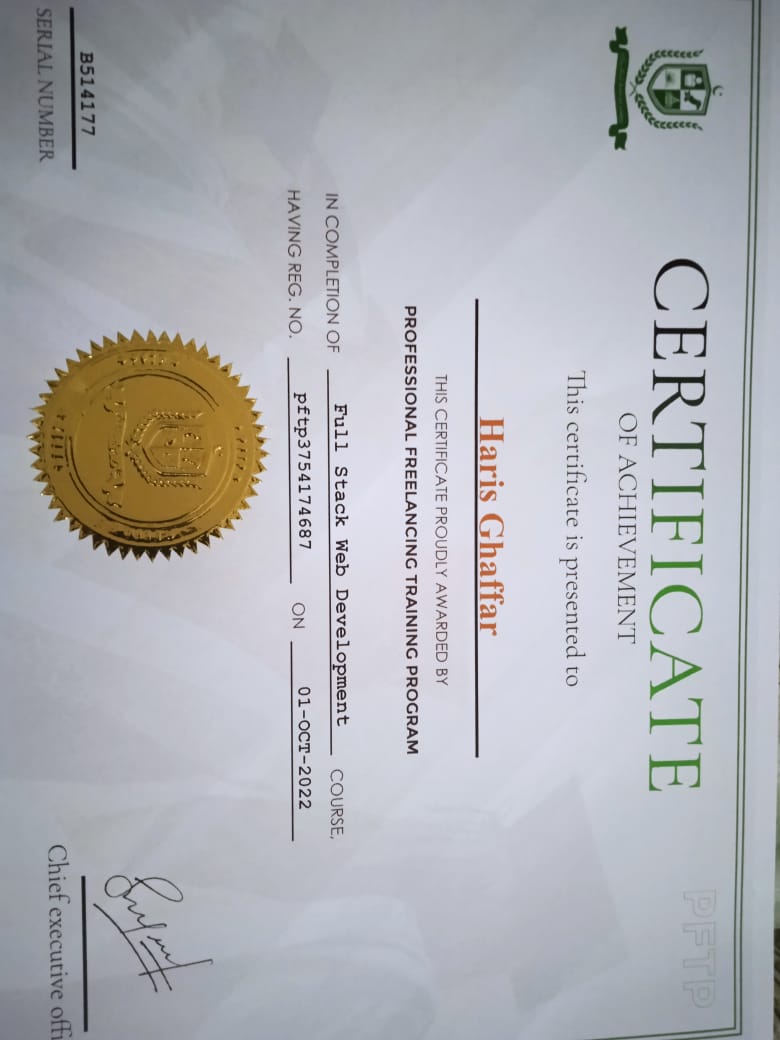 PFTP
CERTIFICATE
OF ACHIEVEMENT
This certificate is presented to
Haris Ghaffar
THIS CERTIFICATE PROUDLY AWARDED BY
PROFESSIONAL FREELANCING TRAINING PROGRAM
IN COMPLETION OF Full Stack Web Development COURSE,
HAVING REG. NO. pftp3754174687 ON 01-OCT-2022
B514177
SERIAL NUMBER
Chief executive offi